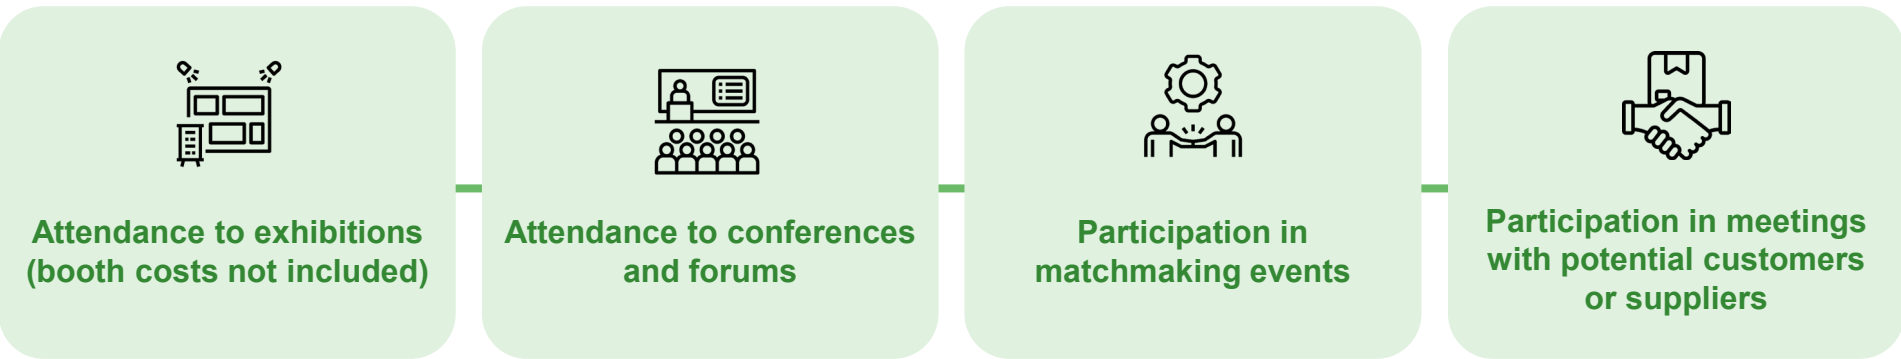 Attendance to exhibitions
(booth costs not included)
Attendance to conferences
and forums
Participation in
matchmaking events
Participation in meetings
with potential customers
or suppliers